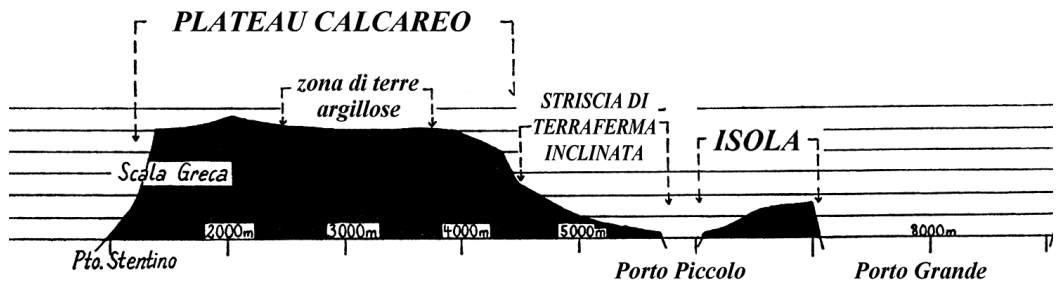 PLATEAU CALCAREO
zona di terre
argillose
STRISCIA DI
TERRAFERMA
INCLINATA
ISOLA
Scala Greca
2000m
3000m
4000m
5000m
8000m
Pto. Stentino
Porto Piccolo
Porto Grande